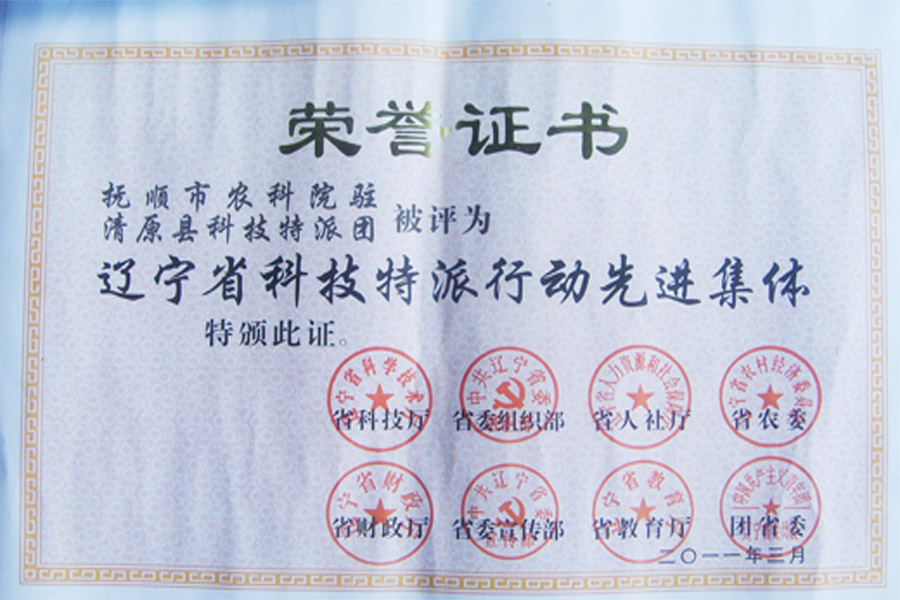 荣誉证书
抚顺市农科院驻
清原县科技特派团 被评为
辽宁省科技特派行动先进集体
特颁此证。
省科技厅 省委组织部 省人社厅 省农委
省财政厅 省委宣传部 省教育厅 团省委
二〇一一年三月